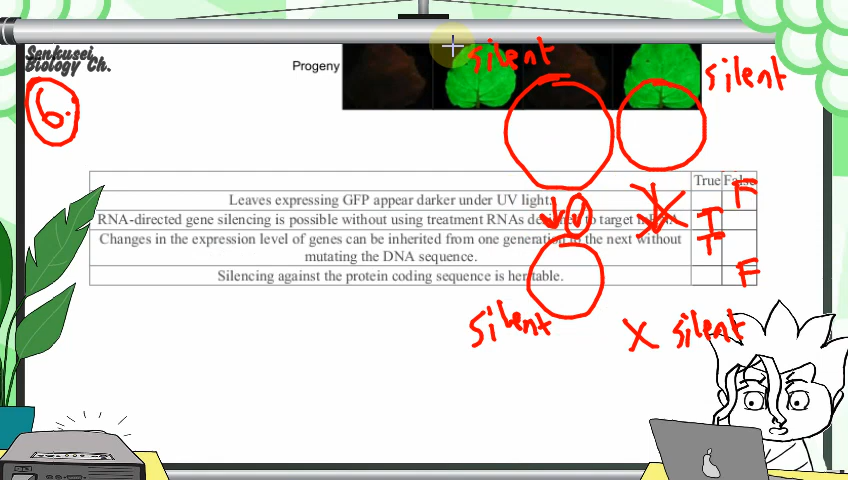 Senkusei
Biology Ch.
Progeny
silent
silent
6.
True False
Leaves expressing GFP appear darker under UV light. F
RNA-directed gene silencing is possible without using treatment RNAs to target T
Changes in the expression level of genes can be inherited from one generation to the next without
mutating the DNA sequence. T
Silencing against the protein coding sequence is heritable. F
silent
X silent